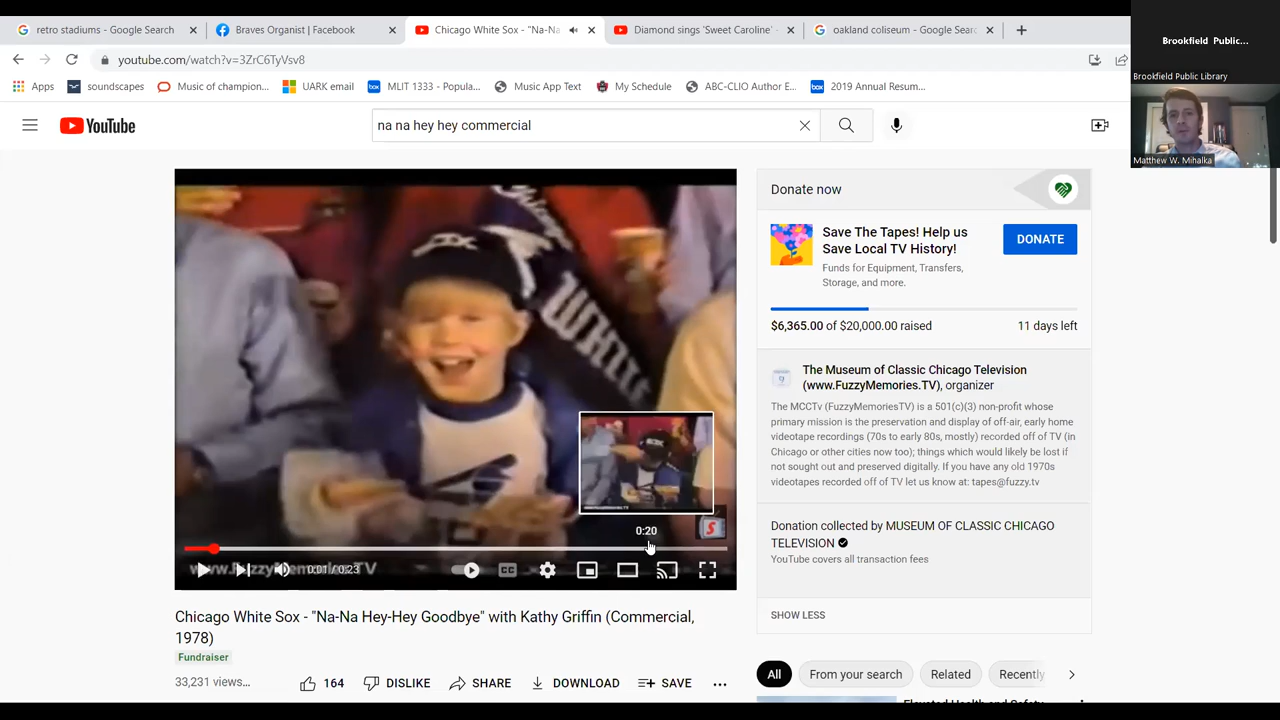 retro stadiums - Google Search
Braves Organist | Facebook
Chicago White Sox - "Na-Na
Diamond sings 'Sweet Caroline' -
oakland coliseum - Google Searc
youtube.com/watch?v=3ZrC6TyVsv8
Apps
soundscapes
Music of champion...
UARK email
MLIT 1333 - Popula...
Music App Text
My Schedule
ABC-CLIO Author E...
2019 Annual Resum...
Brookfield Public...
Brookfield Public Library
Matthew W. Mihalka
YouTube
na na hey hey commercial
WHITE
SOX
0:20
S
www.FuzzyMemories.TV
0:01 / 0:23
CC
Chicago White Sox - "Na-Na Hey-Hey Goodbye" with Kathy Griffin (Commercial,
1978)
Fundraiser
33,231 views...
164
DISLIKE
SHARE
DOWNLOAD
SAVE
Donate now
Save The Tapes! Help us
Save Local TV History!
DONATE
Funds for Equipment, Transfers,
Storage, and more.
$6,365.00 of $20,000.00 raised
11 days left
The Museum of Classic Chicago Television
(www.FuzzyMemories.TV), organizer
The MCCTv (FuzzyMemoriesTV) is a 501(c)(3) non-profit whose
primary mission is the preservation and display of off-air, early home
videotape recordings (70s to early 80s, mostly) recorded off of TV (in
Chicago or other cities now too); things which would likely be lost if
not sought out and preserved digitally. If you have any old 1970s
videotapes recorded off of TV let us know at: tapes@fuzzy.tv
Donation collected by MUSEUM OF CLASSIC CHICAGO
TELEVISION
YouTube covers all transaction fees
SHOW LESS
All
From your search
Related
Recently
Elevated Health and Safety